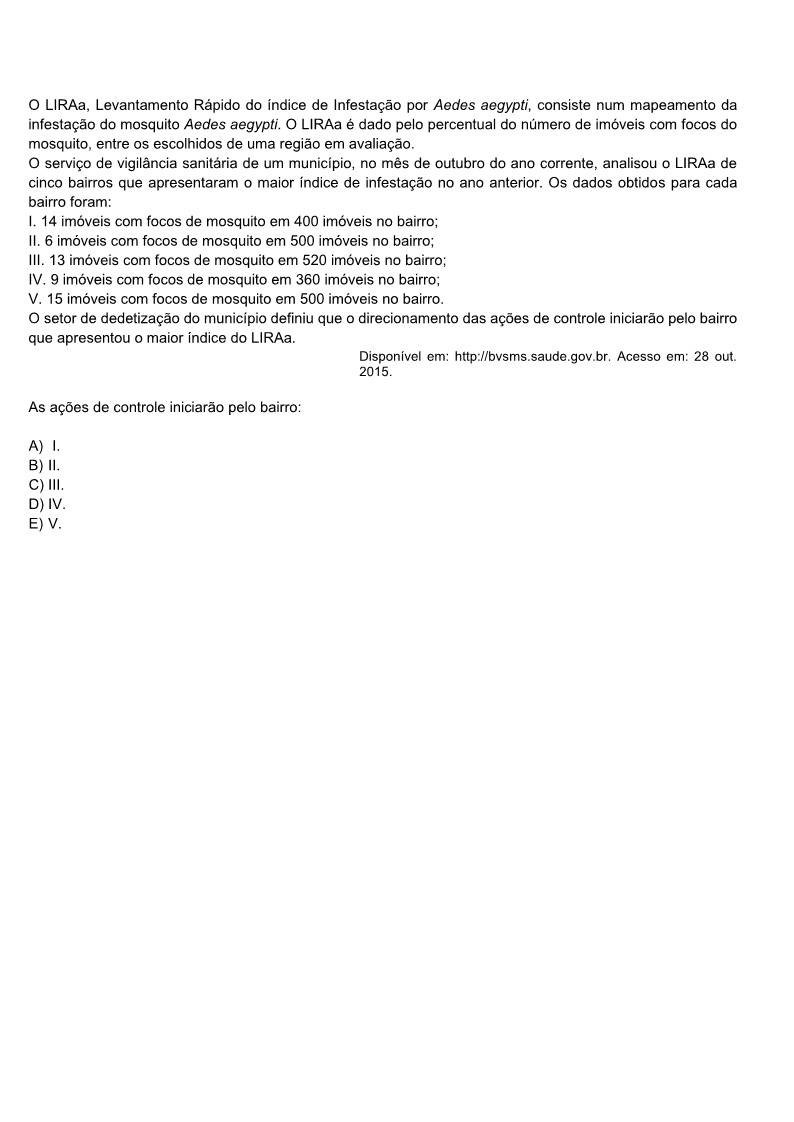 O LIRAa, Levantamento Rápido do índice de Infestação por Aedes aegypti, consiste num mapeamento da
infestação do mosquito Aedes aegypti. O LIRAa é dado pelo percentual do número de imóveis com focos do
mosquito, entre os escolhidos de uma região em avaliação.
O serviço de vigilância sanitária de um município, no mês de outubro do ano corrente, analisou o LIRAa de
cinco bairros que apresentaram o maior índice de infestação no ano anterior. Os dados obtidos para cada
bairro foram:
I. 14 imóveis com focos de mosquito em 400 imóveis no bairro;
II. 6 imóveis com focos de mosquito em 500 imóveis no bairro;
III. 13 imóveis com focos de mosquito em 520 imóveis no bairro;
IV. 9 imóveis com focos de mosquito em 360 imóveis no bairro;
V. 15 imóveis com focos de mosquito em 500 imóveis no bairro.
O setor de dedetização do município definiu que o direcionamento das ações de controle iniciarão pelo bairro
que apresentou o maior índice do LIRAa.
Disponível em: http://bvsms.saude.gov.br. Acesso em: 28 out.
2015.
As ações de controle iniciarão pelo bairro:
A) I.
B) II.
C) III.
D) IV.
E) V.